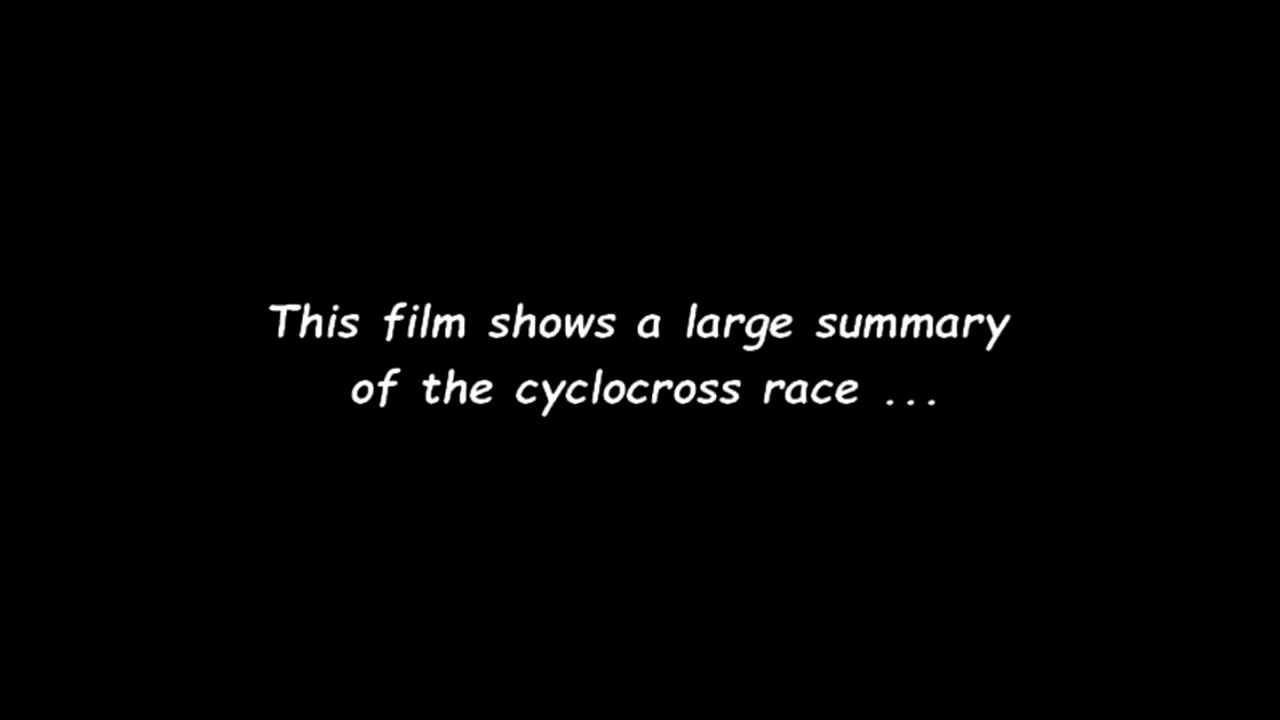 This film shows a large summary
of the cyclocross race ...